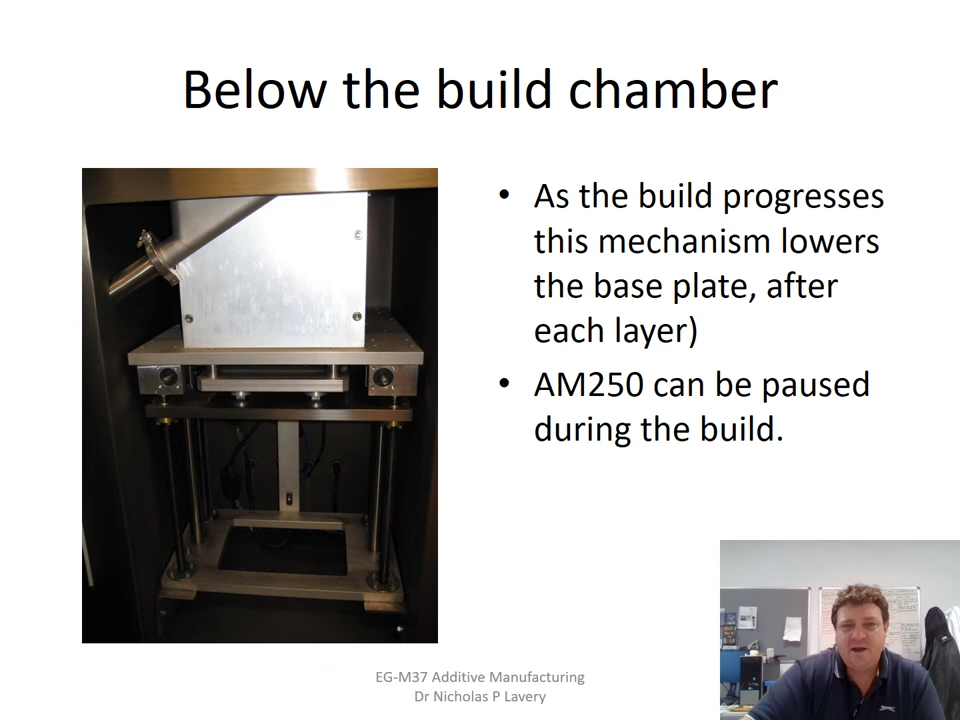 Below the build chamber
• As the build progresses
this mechanism lowers
the base plate, after
each layer)
• AM250 can be paused
during the build.
EG-M37 Additive Manufacturing
Dr Nicholas P Lavery